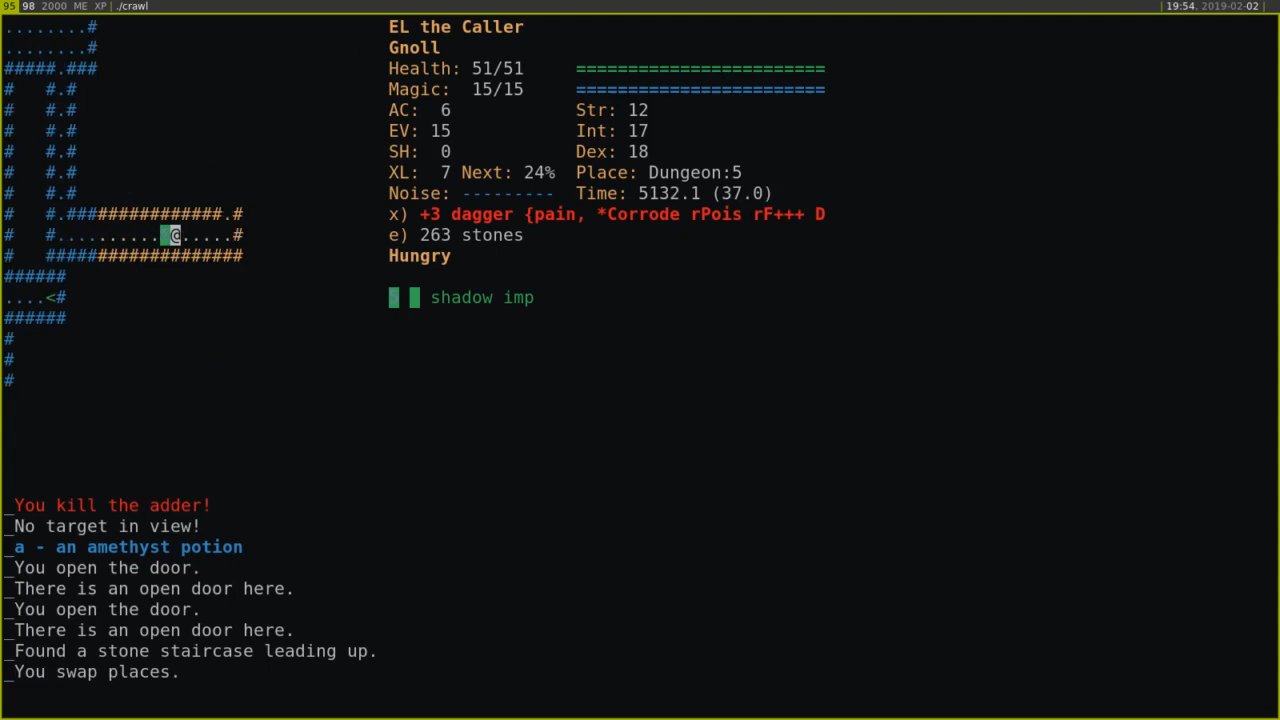 95 98 2000 ME XP | ./crawl | 19:54, 2019-02-02 |
........# EL the Caller
........# Gnoll
#####.### Health: 51/51 ========================
#   #.# Magic:  15/15 ========================
#   #.# AC:  6 Str: 12
#   #.# EV: 15 Int: 17
#   #.# SH:  0 Dex: 18
#   #.# XL:  7 Next: 24% Place: Dungeon:5
#   #.# Noise: --------- Time: 5132.1 (37.0)
#   #.###############.# x) +3 dagger {pain, *Corrode rPois rF+++ D
#   #..........5@.....# e) 263 stones
#   ################### Hungry
######
....<# 5 shadow imp
######
#
#
#
_You kill the adder!
_No target in view!
_a - an amethyst potion
_You open the door.
_There is an open door here.
_You open the door.
_There is an open door here.
_Found a stone staircase leading up.
_You swap places.